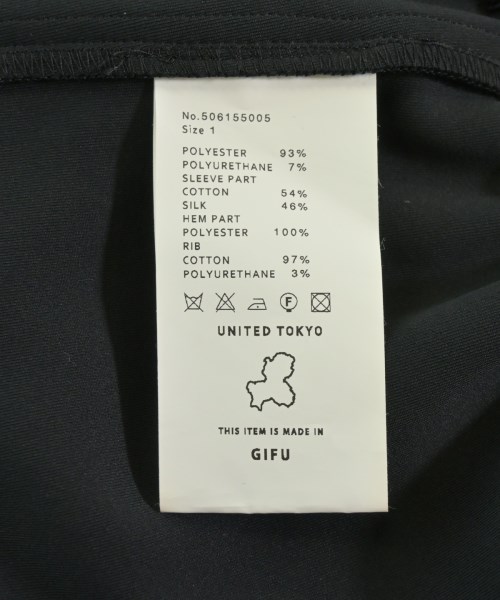 No.506155005
Size 1
POLYESTER 93%
POLYURETHANE 7%
SLEEVE PART
COTTON 54%
SILK 46%
HEM PART
POLYESTER 100%
RIB
COTTON 97%
POLYURETHANE 3%
F
UNITED TOKYO
THIS ITEM IS MADE IN
GIFU